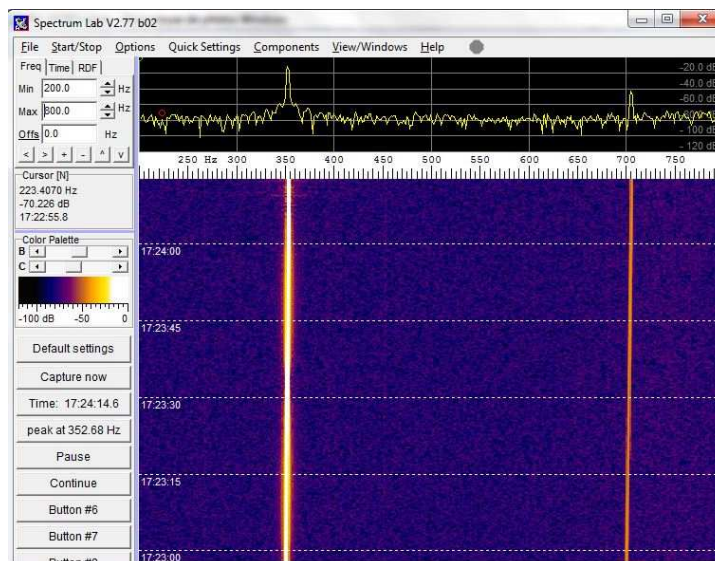 Spectrum Lab V2.77 b02
File Start/Stop Options Quick Settings Components View/Windows Help
Freq Time RDF
Min 200.0 Hz
Max 800.0 Hz
Offs 0.0 Hz
< > + - ^ v
Cursor [N]
223.4070 Hz
-70.226 dB
17:22:55.8
Color Palette
B
C
-100 dB -50 0
Default settings
Capture now
Time: 17:24:14.6
peak at 352.68 Hz
Pause
Continue
Button #6
Button #7
-20.0 dB
-40.0 dB
-60.0 dB
-80.0 dB
-100 dB
-120 dB
250 Hz 300 350 400 450 500 550 600 650 700 750
17:24:00
17:23:45
17:23:30
17:23:15
17:23:00